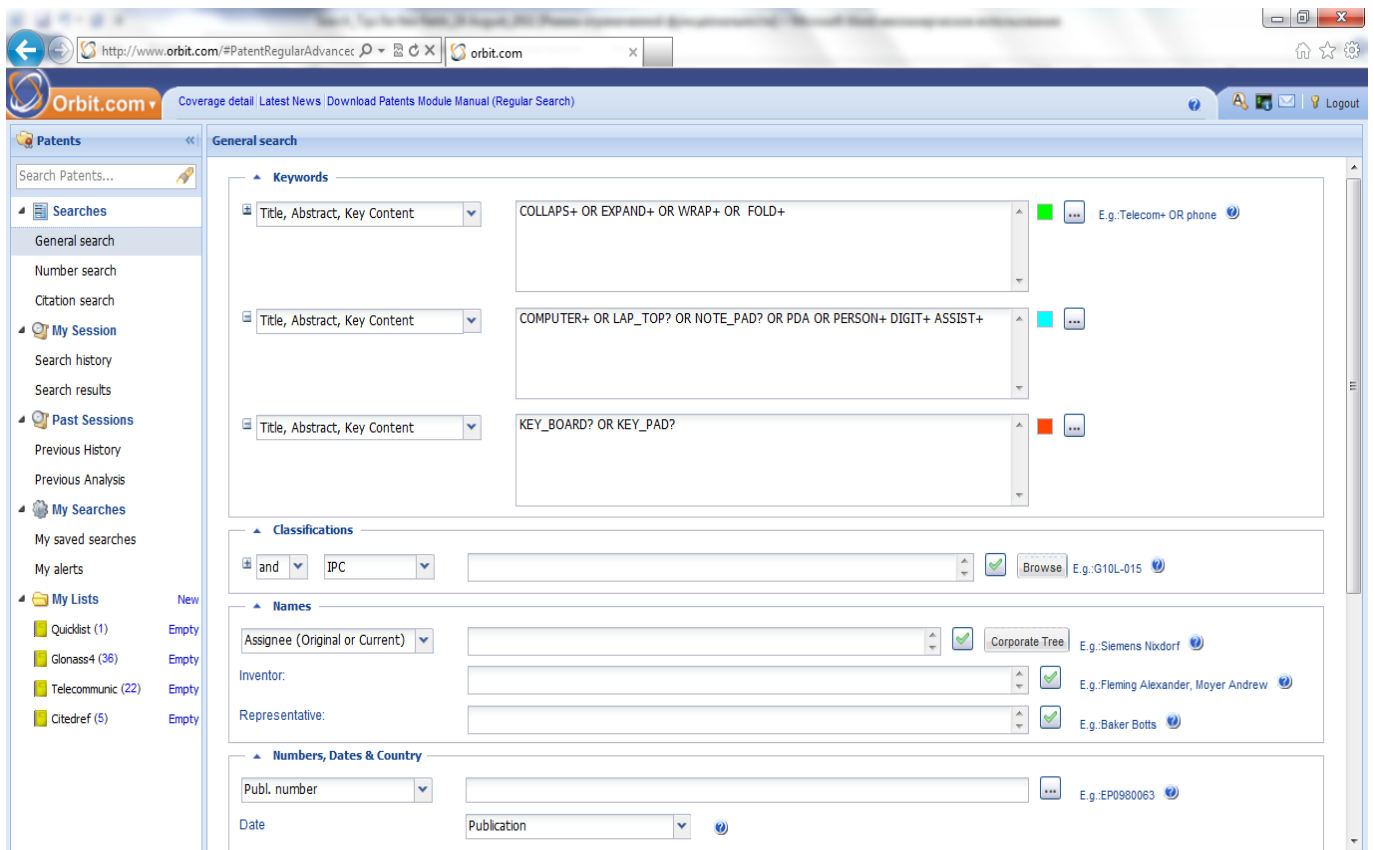 http://www.orbit.com/#PatentRegularAdvancec
orbit.com
Orbit.com
Coverage detail | Latest News | Download Patents Module Manual (Regular Search)
Logout
Patents
General search
Search Patents...
Searches
General search
Number search
Citation search
My Session
Search history
Search results
Past Sessions
Previous History
Previous Analysis
My Searches
My saved searches
My alerts
My Lists New
Quicklist (1) Empty
Glonass4 (36) Empty
Telecommunic (22) Empty
Citedref (5) Empty
Keywords
Title, Abstract, Key Content
COLLAPS+ OR EXPAND+ OR WRAP+ OR FOLD+
... E.g.:Telecom+ OR phone
Title, Abstract, Key Content
COMPUTER+ OR LAP_TOP? OR NOTE_PAD? OR PDA OR PERSON+ DIGIT+ ASSIST+
...
Title, Abstract, Key Content
KEY_BOARD? OR KEY_PAD?
...
Classifications
and IPC Browse E.g.:G10L-015
Names
Assignee (Original or Current) Corporate Tree E.g.:Siemens Nixdorf
Inventor: E.g.:Fleming Alexander, Moyer Andrew
Representative: E.g.:Baker Botts
Numbers, Dates & Country
Publ. number ... E.g.:EP0980063
Date Publication